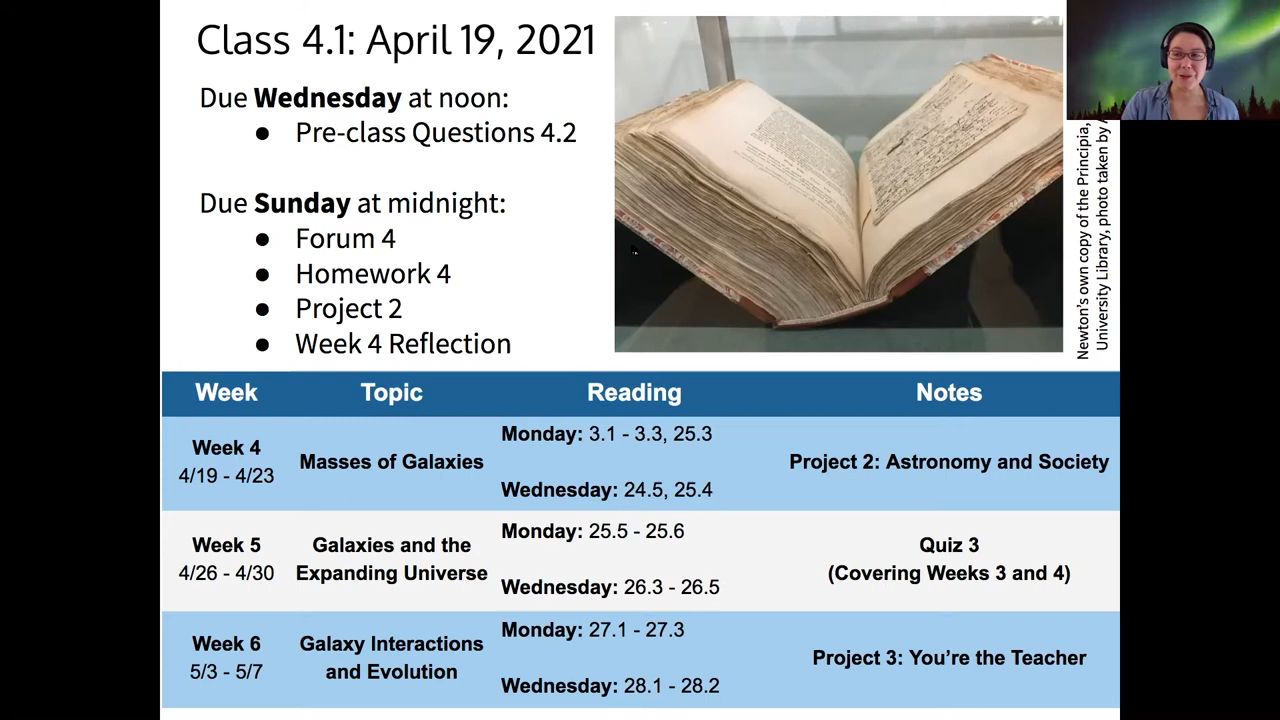 Class 4.1: April 19, 2021
Due Wednesday at noon:
● Pre-class Questions 4.2
Due Sunday at midnight:
● Forum 4
● Homework 4
● Project 2
● Week 4 Reflection
Newton's own copy of the Principia,
University Library, photo taken by
Week Topic Reading Notes
Week 4
4/19 - 4/23
Masses of Galaxies
Monday: 3.1 - 3.3, 25.3
Wednesday: 24.5, 25.4
Project 2: Astronomy and Society
Week 5
4/26 - 4/30
Galaxies and the
Expanding Universe
Monday: 25.5 - 25.6
Wednesday: 26.3 - 26.5
Quiz 3
(Covering Weeks 3 and 4)
Week 6
5/3 - 5/7
Galaxy Interactions
and Evolution
Monday: 27.1 - 27.3
Wednesday: 28.1 - 28.2
Project 3: You're the Teacher